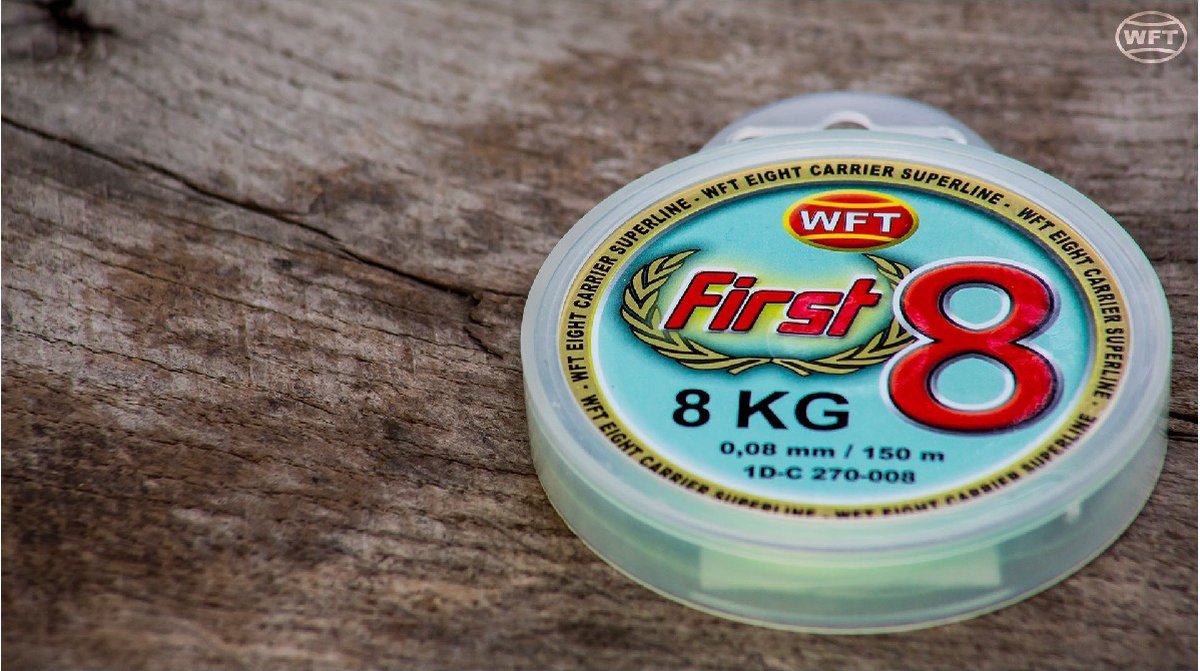 WFT
WFT EIGHT CARRIER SUPERLINE - WFT EIGHT CARRIER SUPERLINE - WFT EIGHT CARRIER SUPERLINE - WFT EIGHT CARRIER SUPERLINE -
WFT
First 8
8 KG
0,08 mm / 150 m
1D-C 270-008